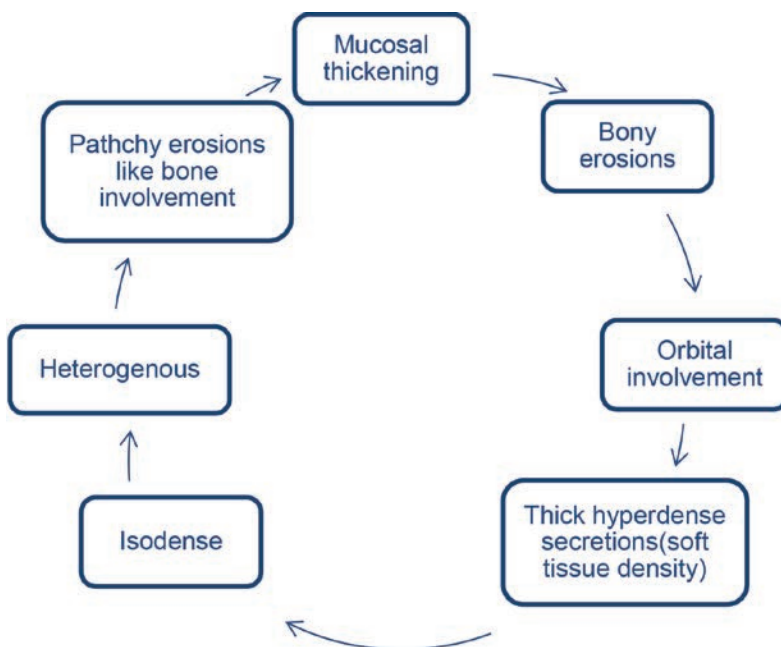 Mucosal
thickening
Bony
erosions
Orbital
involvement
Thick hyperdense
secretions(soft
tissue density)
Isodense
Heterogenous
Pathchy erosions
like bone
involvement